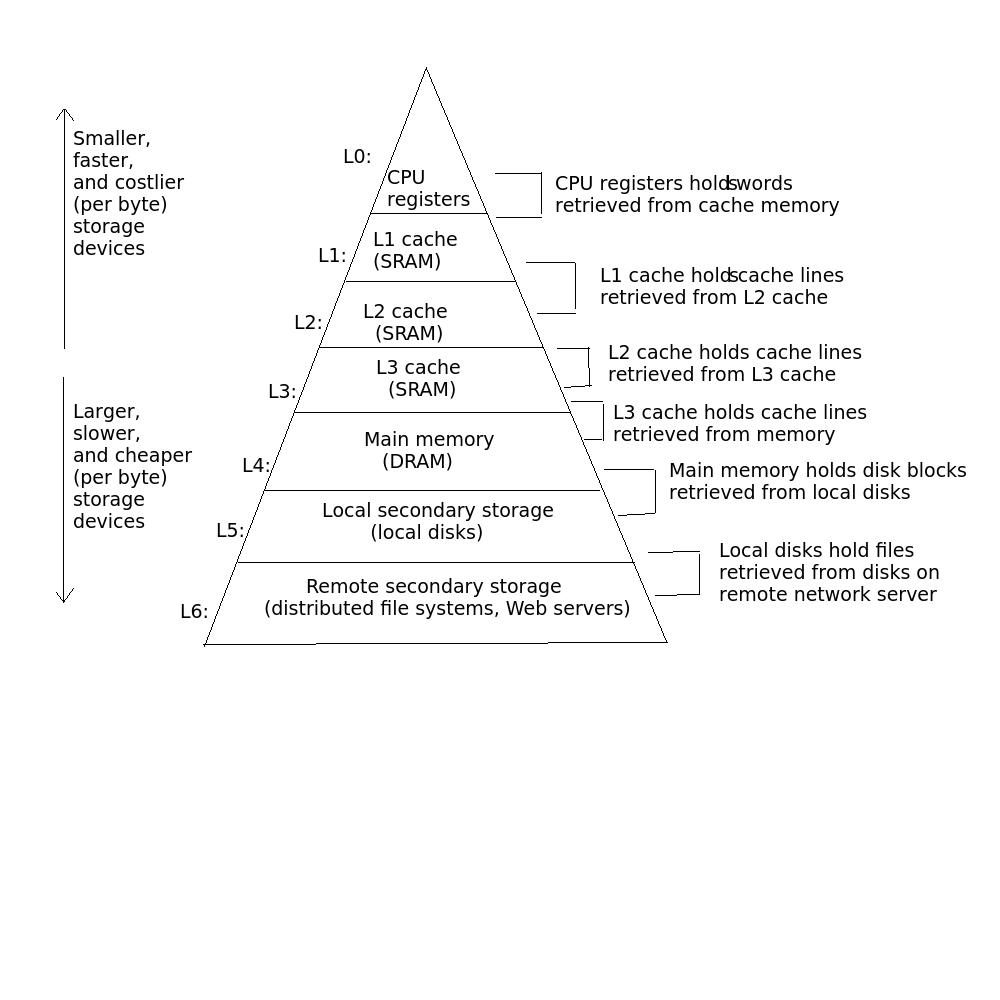 Smaller,
faster,
and costlier
(per byte)
storage
devices
Larger,
slower,
and cheaper
(per byte)
storage
devices
L0:
CPU
registers
L1:
L1 cache
(SRAM)
L2:
L2 cache
(SRAM)
L3:
L3 cache
(SRAM)
L4:
Main memory
(DRAM)
L5:
Local secondary storage
(local disks)
L6:
Remote secondary storage
(distributed file systems, Web servers)
CPU registers holds words
retrieved from cache memory
L1 cache holds cache lines
retrieved from L2 cache
L2 cache holds cache lines
retrieved from L3 cache
L3 cache holds cache lines
retrieved from memory
Main memory holds disk blocks
retrieved from local disks
Local disks hold files
retrieved from disks on
remote network server